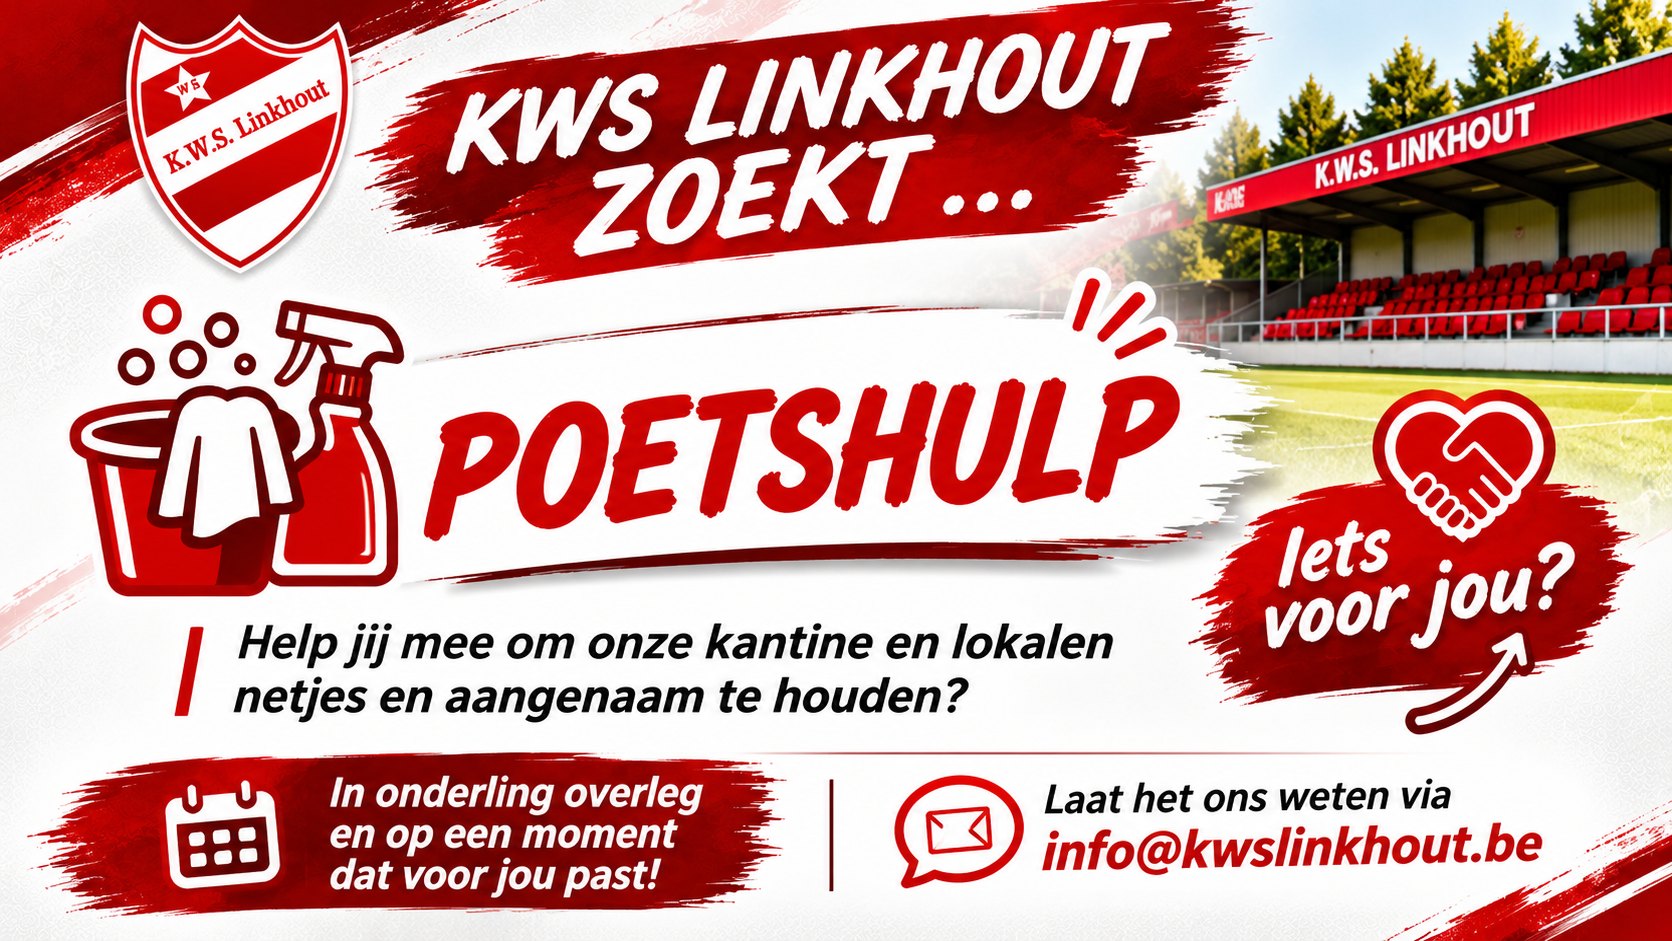 WS
K.W.S. Linkhout
KWS LINKHOUT
ZOEKT ...
K.W.S. LINKHOUT
POETSHULP
Iets
voor jou?
Help jij mee om onze kantine en lokalen
netjes en aangenaam te houden?
In onderling overleg
en op een moment
dat voor jou past!
Laat het ons weten via
info@kwslinkhout.be